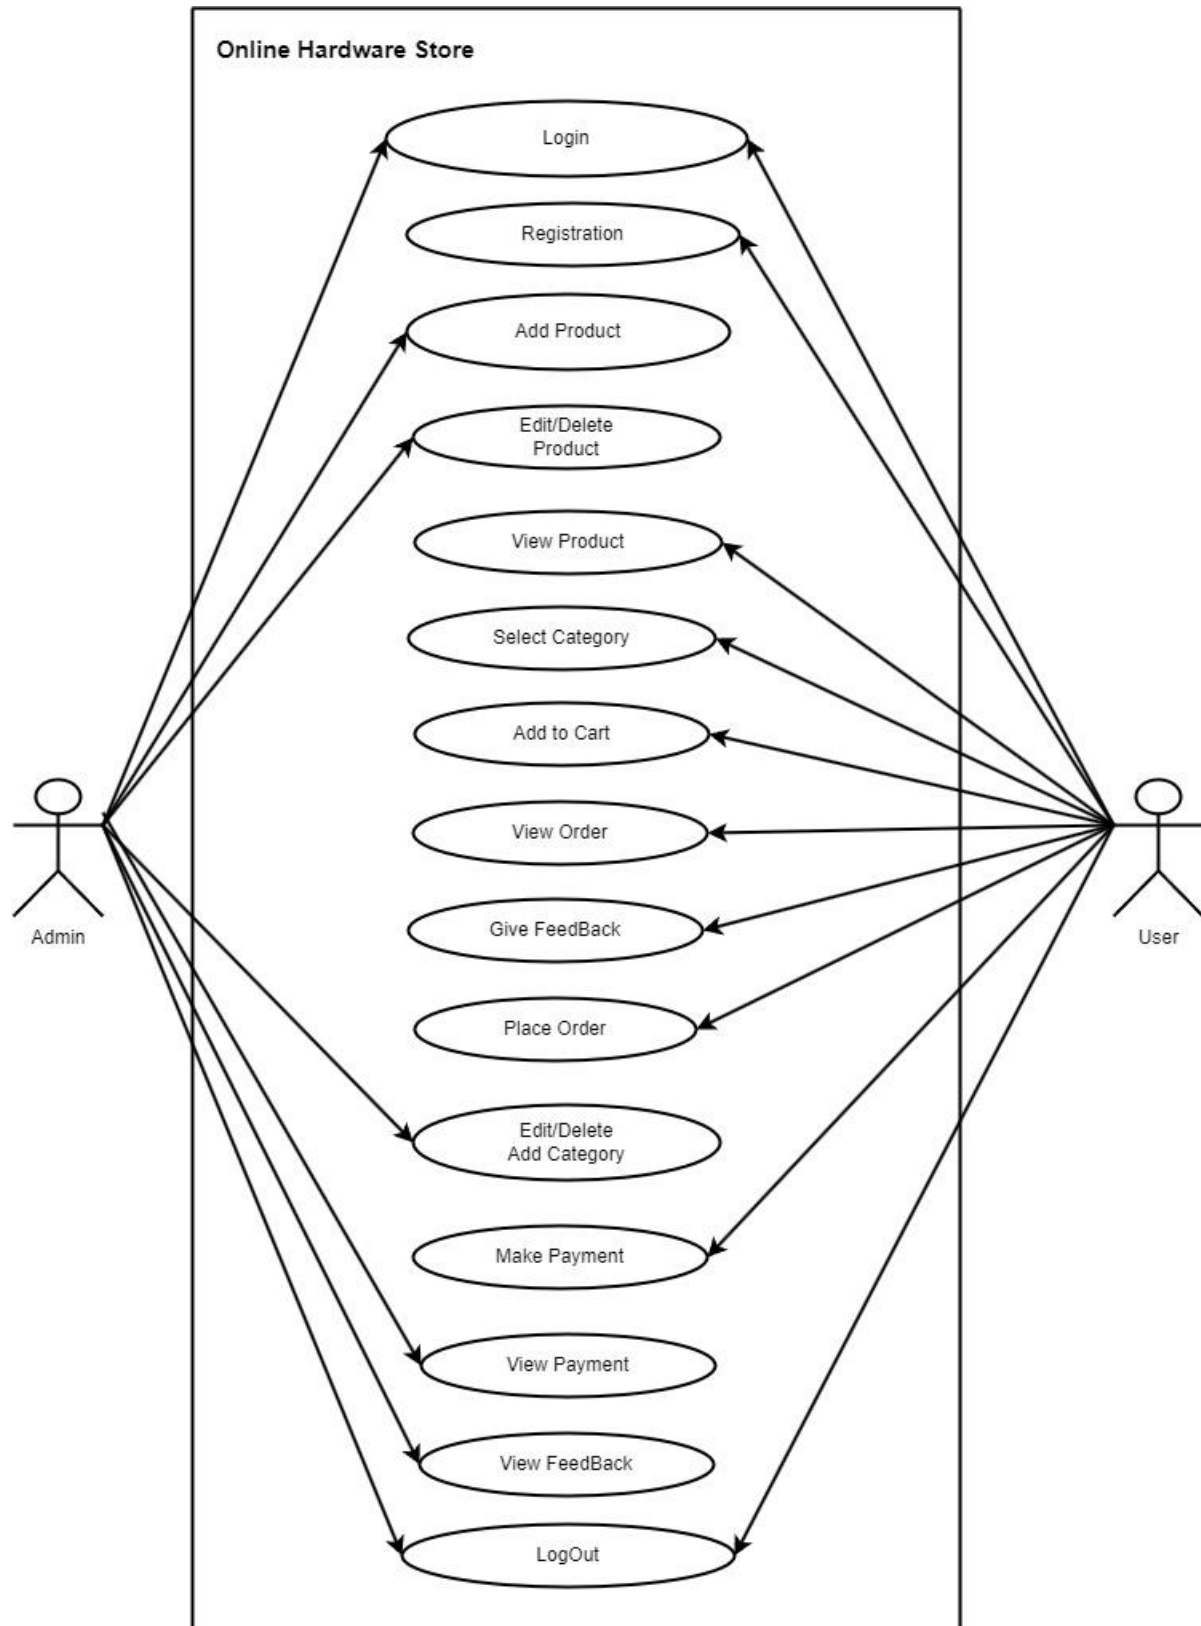 Online Hardware Store
Login
Registration
Add Product
Edit/Delete
Product
View Product
Select Category
Add to Cart
View Order
Give FeedBack
Admin
User
Place Order
Edit/Delete
Add Category
Make Payment
View Payment
View FeedBack
LogOut